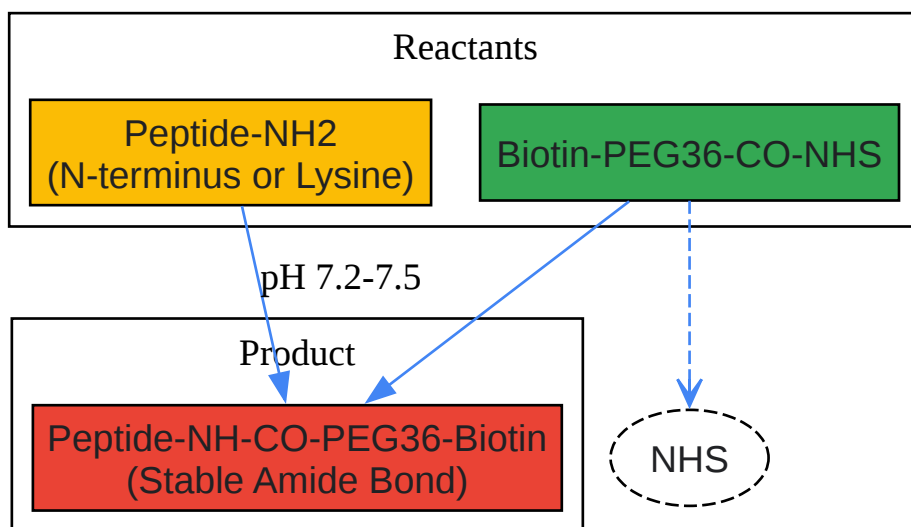 Reactants
Peptide-NH2
(N-terminus or Lysine)
Biotin-PEG36-CO-NHS
pH 7.2-7.5
Product
Peptide-NH-CO-PEG36-Biotin
(Stable Amide Bond)
NHS